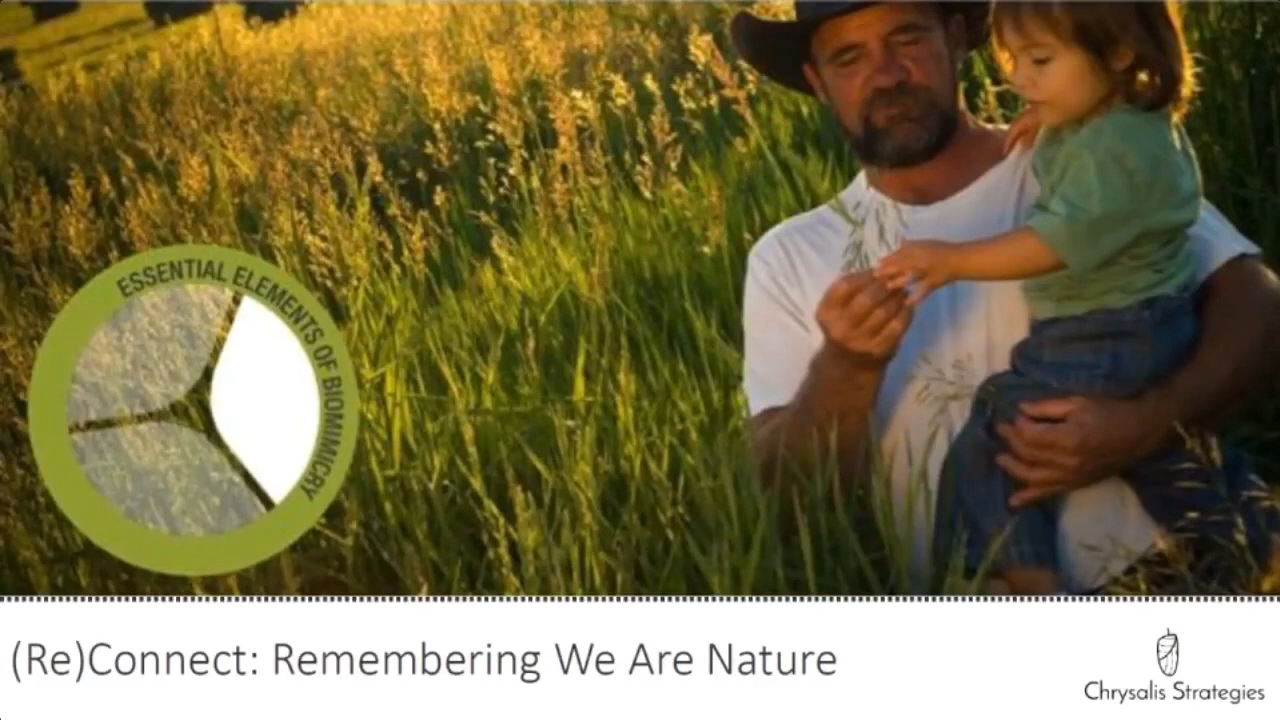 ESSENTIAL ELEMENTS OF BIOMIMICRY
(Re)Connect: Remembering We Are Nature
Chrysalis Strategies